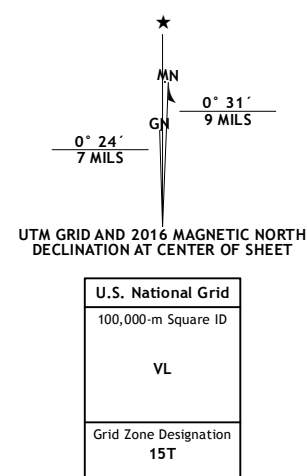 ★
MN
0° 31´
9 MILS
GN
0° 24´
7 MILS
UTM GRID AND 2016 MAGNETIC NORTH
DECLINATION AT CENTER OF SHEET
U.S. National Grid
100,000-m Square ID
VL
Grid Zone Designation
15T